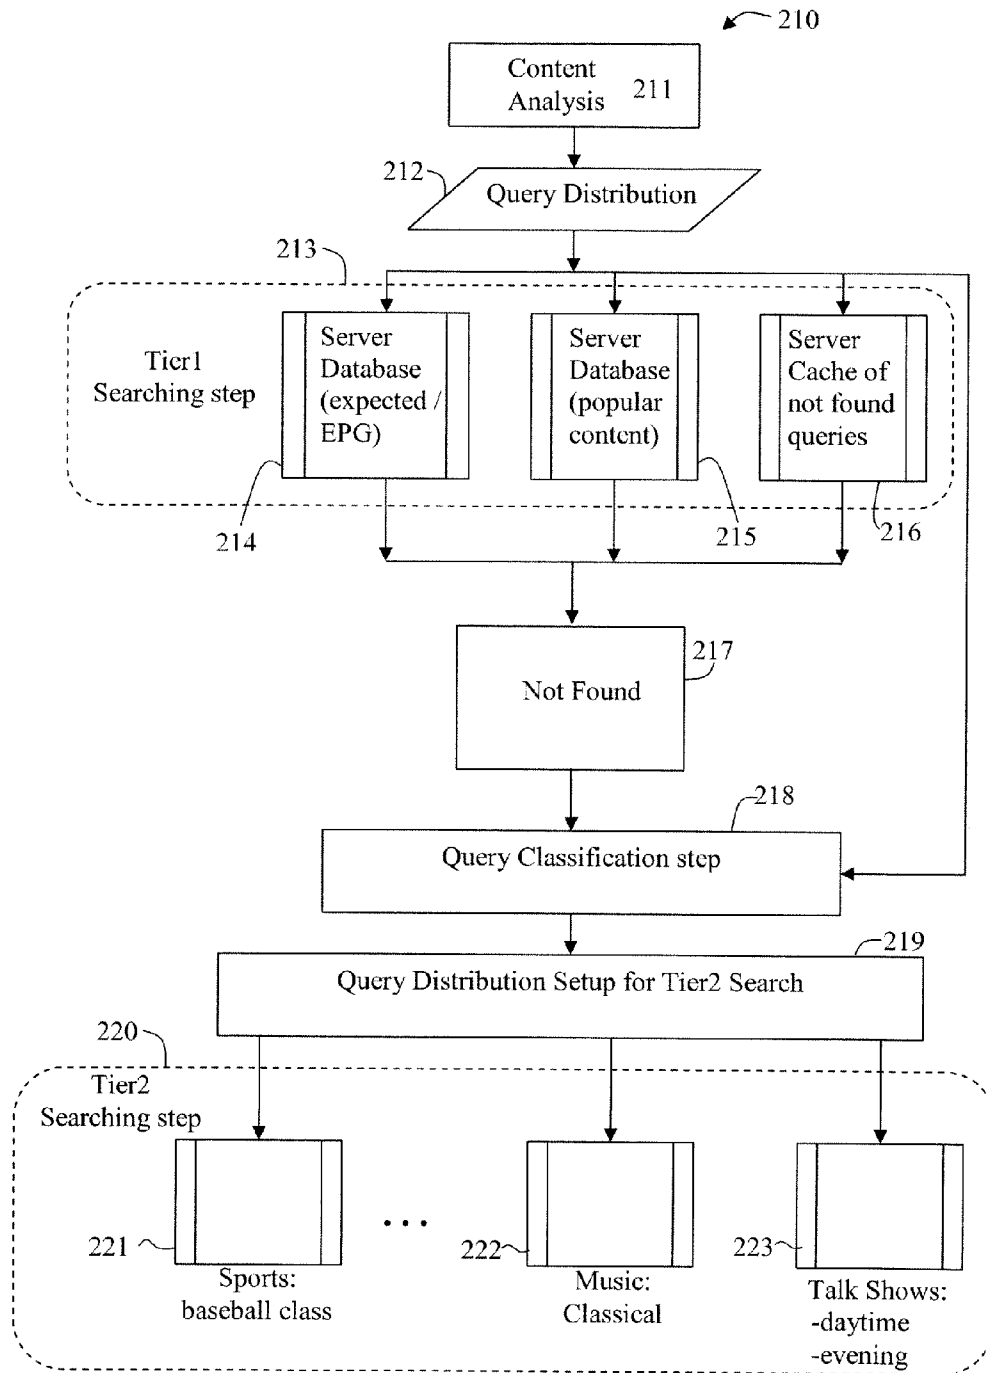 210
Content
Analysis 211
212
Query Distribution
213
Tier1
Searching step
Server
Database
(expected /
EPG)
Server
Database
(popular
content)
Server
Cache of
not found
queries
214
215
216
217
Not Found
218
Query Classification step
219
Query Distribution Setup for Tier2 Search
220
Tier2
Searching step
...
221
222
223
Sports:
baseball class
Music:
Classical
Talk Shows:
-daytime
-evening